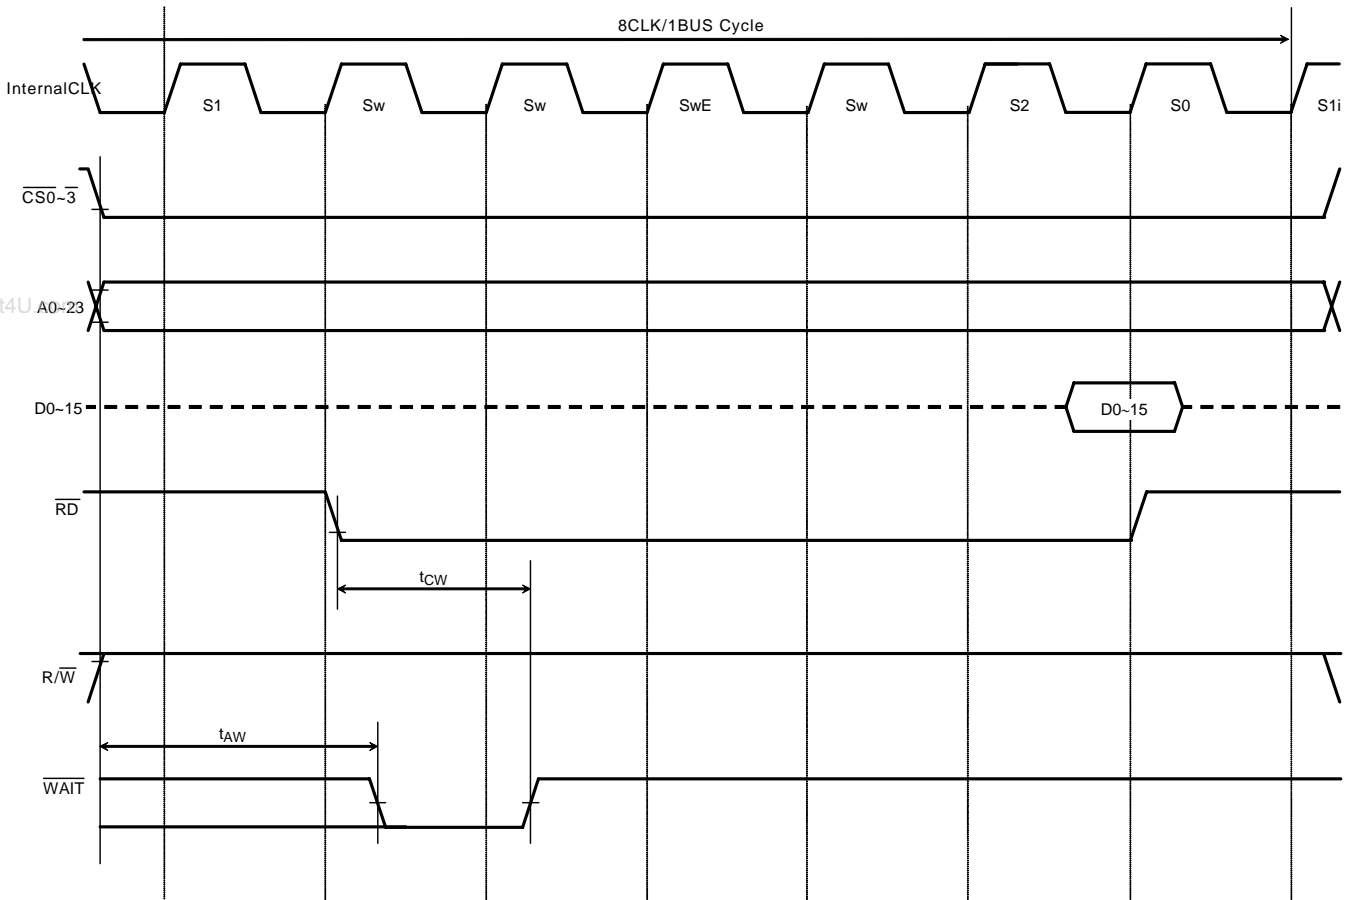 8CLK/1BUS Cycle
InternalCLK
S1 Sw Sw SwE Sw S2 S0 S1i
CS0~3
A0~23
D0~15
D0~15
RD
tCW
R/W
tAW
WAIT